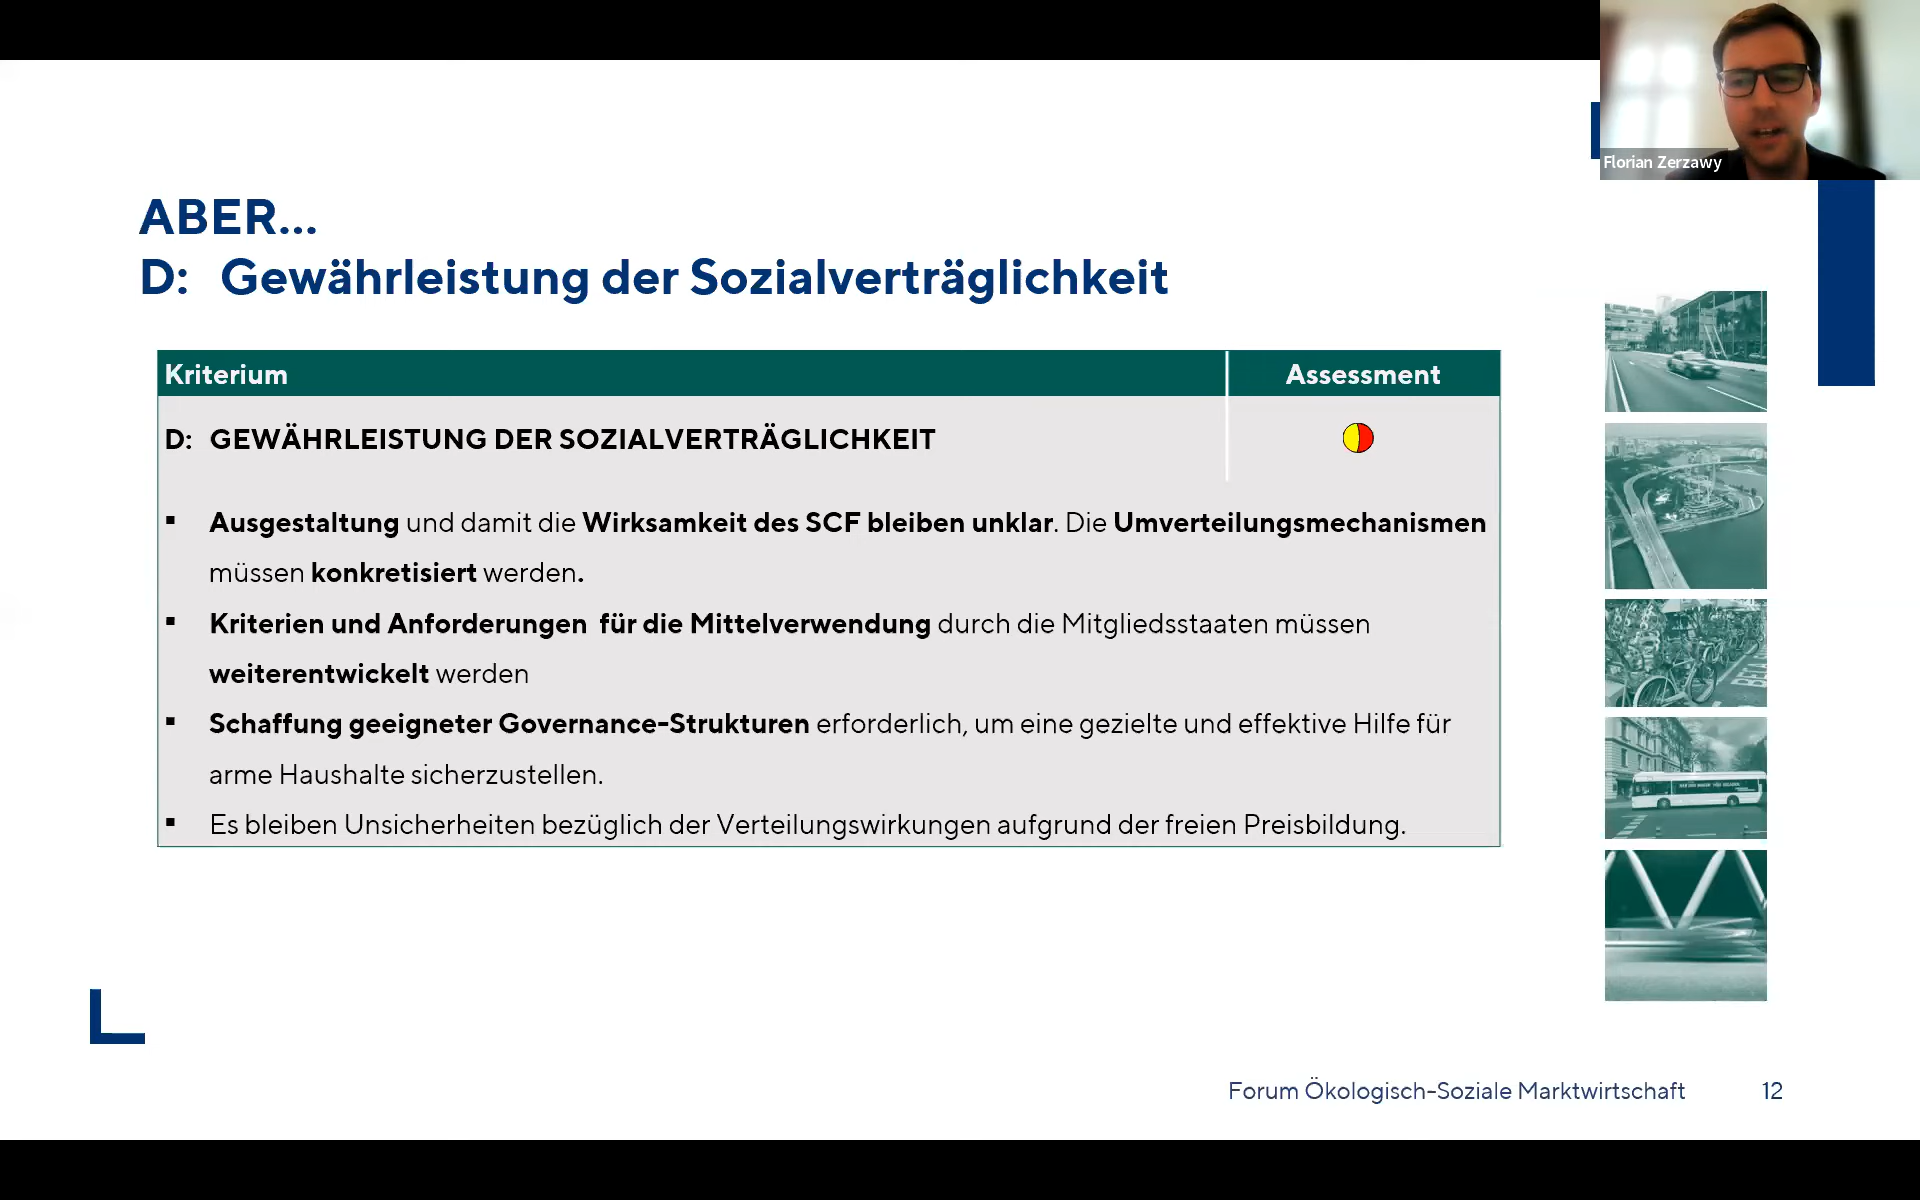 Florian Zerzawy
ABER...
D: Gewährleistung der Sozialverträglichkeit
Kriterium Assessment
D: GEWÄHRLEISTUNG DER SOZIALVERTRÄGLICHKEIT
▪ Ausgestaltung und damit die Wirksamkeit des SCF bleiben unklar. Die Umverteilungsmechanismen
müssen konkretisiert werden.
▪ Kriterien und Anforderungen für die Mittelverwendung durch die Mitgliedsstaaten müssen
weiterentwickelt werden
▪ Schaffung geeigneter Governance-Strukturen erforderlich, um eine gezielte und effektive Hilfe für
arme Haushalte sicherzustellen.
▪ Es bleiben Unsicherheiten bezüglich der Verteilungswirkungen aufgrund der freien Preisbildung.
Forum Ökologisch-Soziale Marktwirtschaft 12